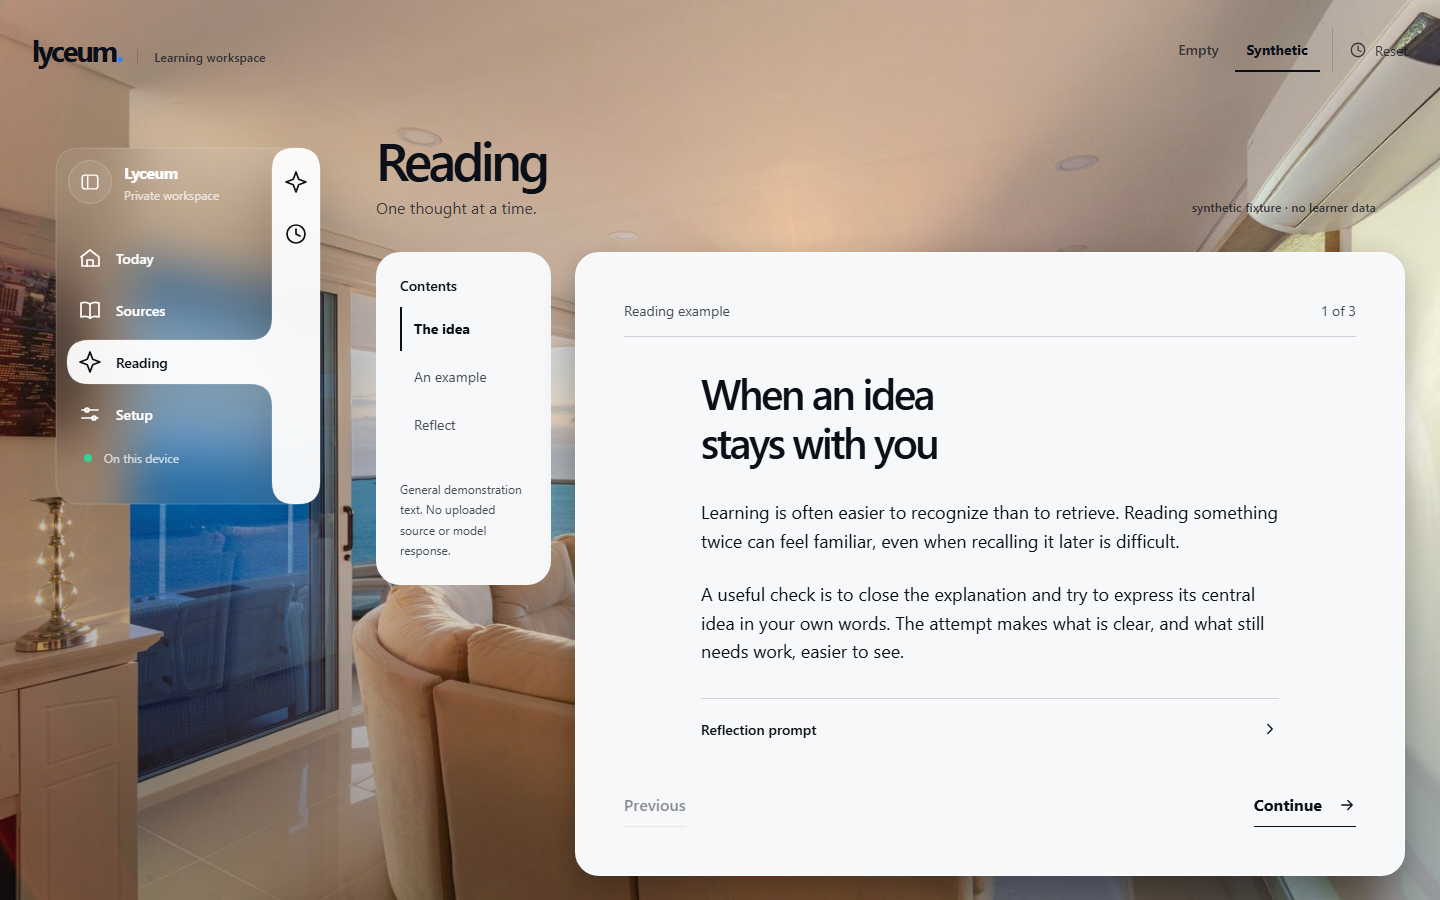 lyceum.
Learning workspace
Empty
Synthetic
Reset
Lyceum
Private workspace
Today
Sources
Reading
Setup
On this device
Reading
One thought at a time.
synthetic fixture · no learner data
Contents
The idea
An example
Reflect
General demonstration
text. No uploaded
source or model
response.
Reading example
1 of 3
When an idea
stays with you
Learning is often easier to recognize than to retrieve. Reading something
twice can feel familiar, even when recalling it later is difficult.
A useful check is to close the explanation and try to express its central
idea in your own words. The attempt makes what is clear, and what still
needs work, easier to see.
Reflection prompt
Previous
Continue